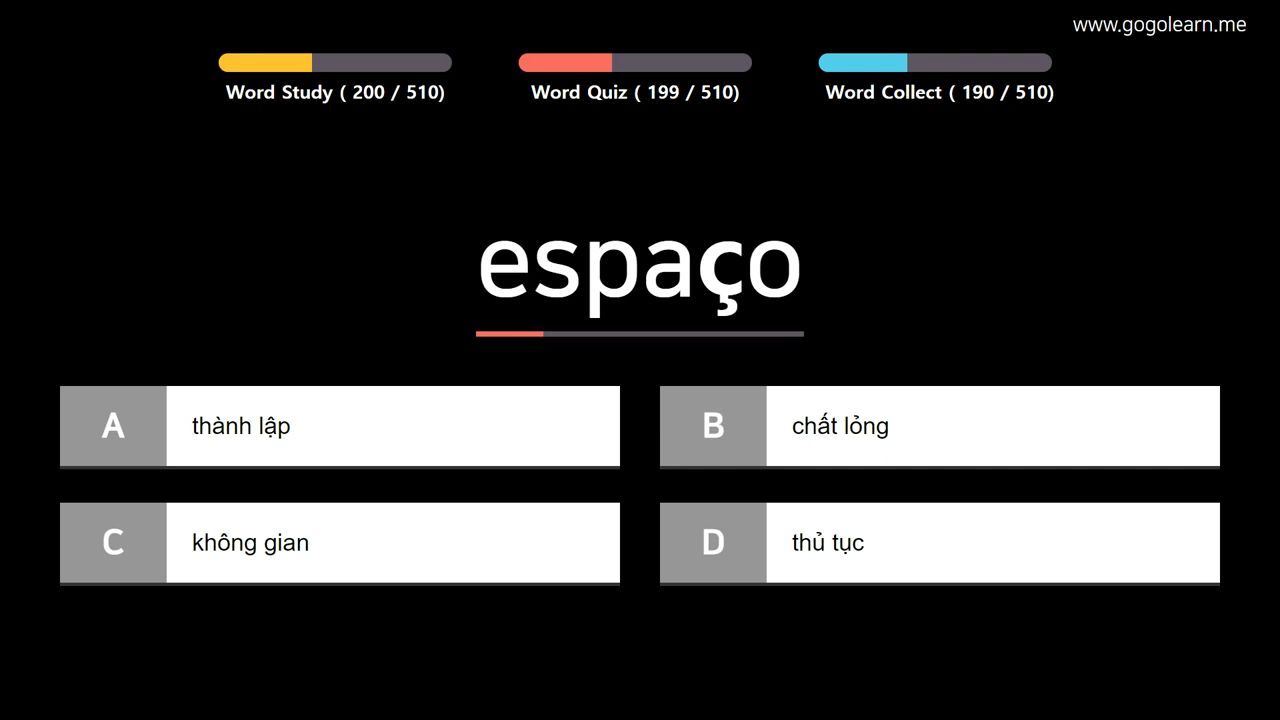 www.gogolearn.me
Word Study ( 200 / 510)
Word Quiz ( 199 / 510)
Word Collect ( 190 / 510)
espaço
A
thành lập
B
chất lỏng
C
không gian
D
thủ tục